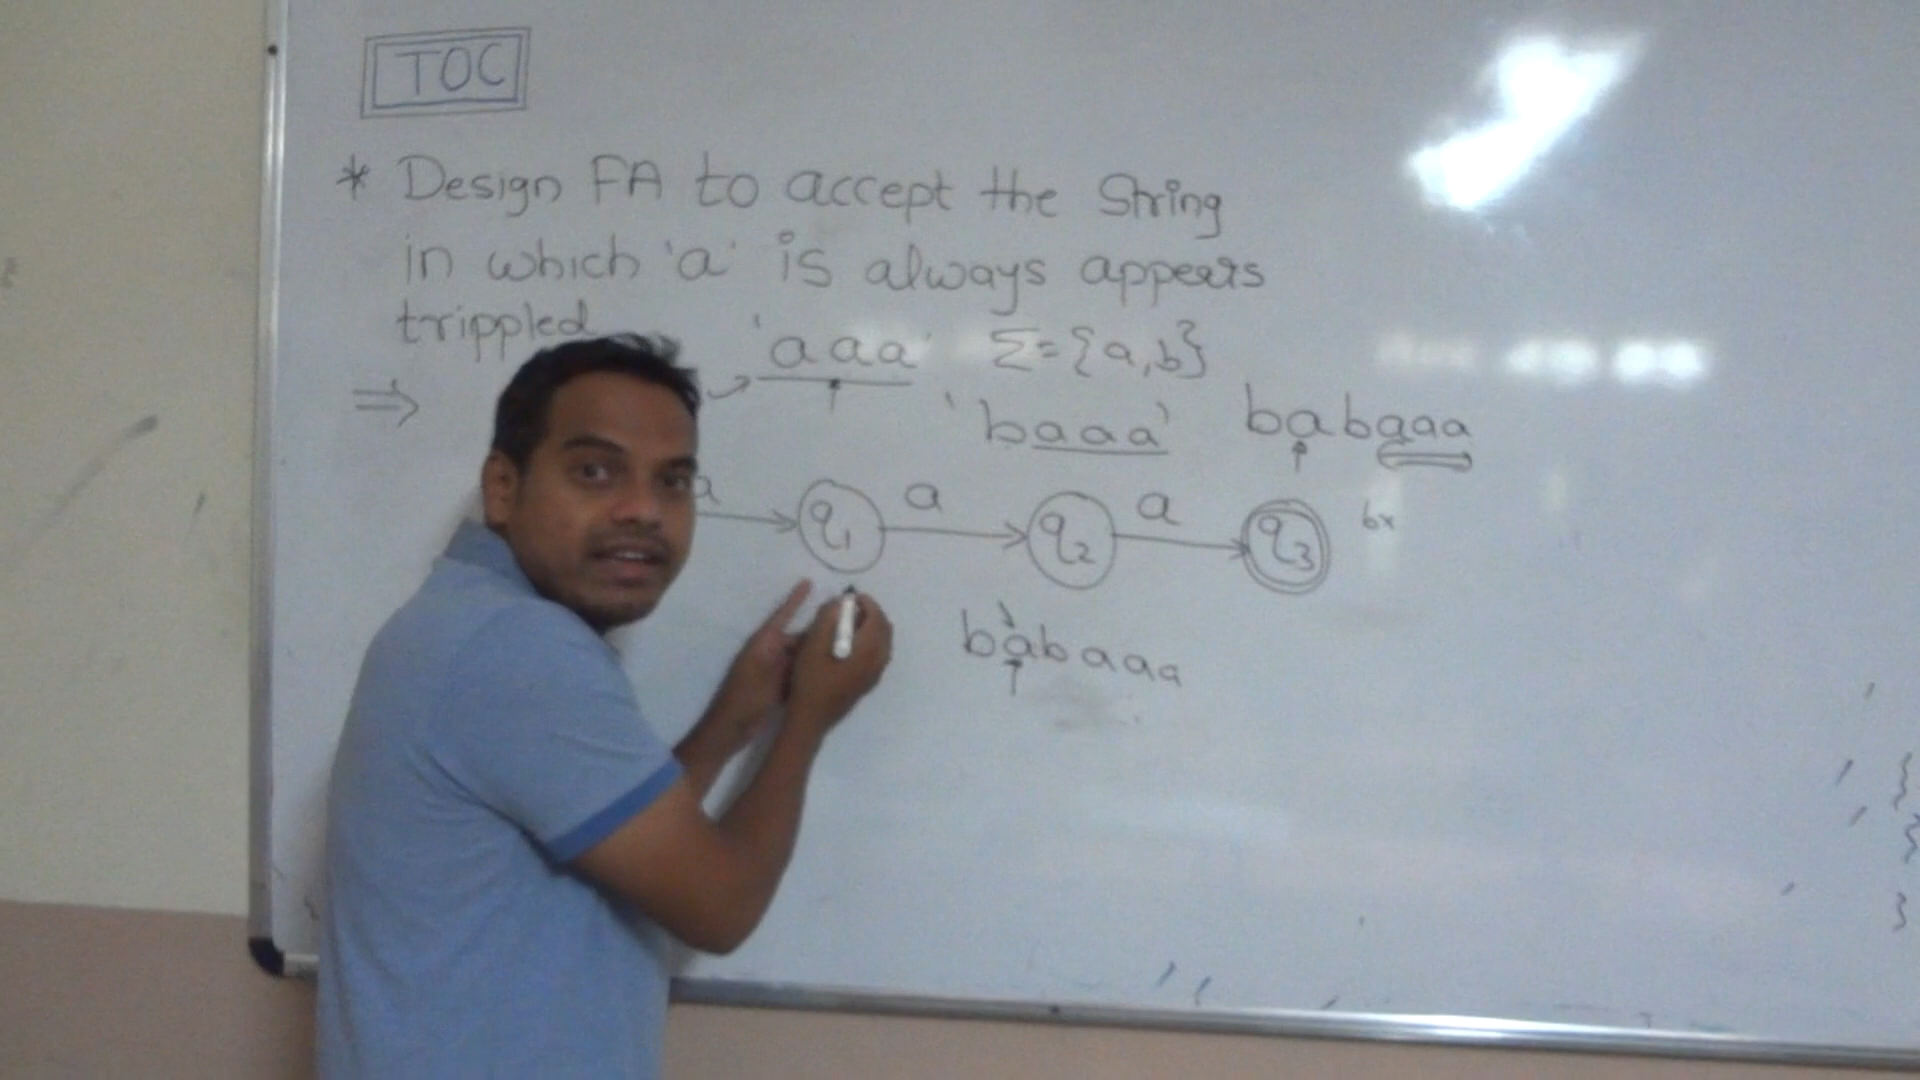 TOC
* Design FA to accept the String
in which 'a' is always appears
trippled
⇒ 'aaa' Σ={a,b}
'baaa' babaaa
a q1 a q2 a q3 bx
babaaa